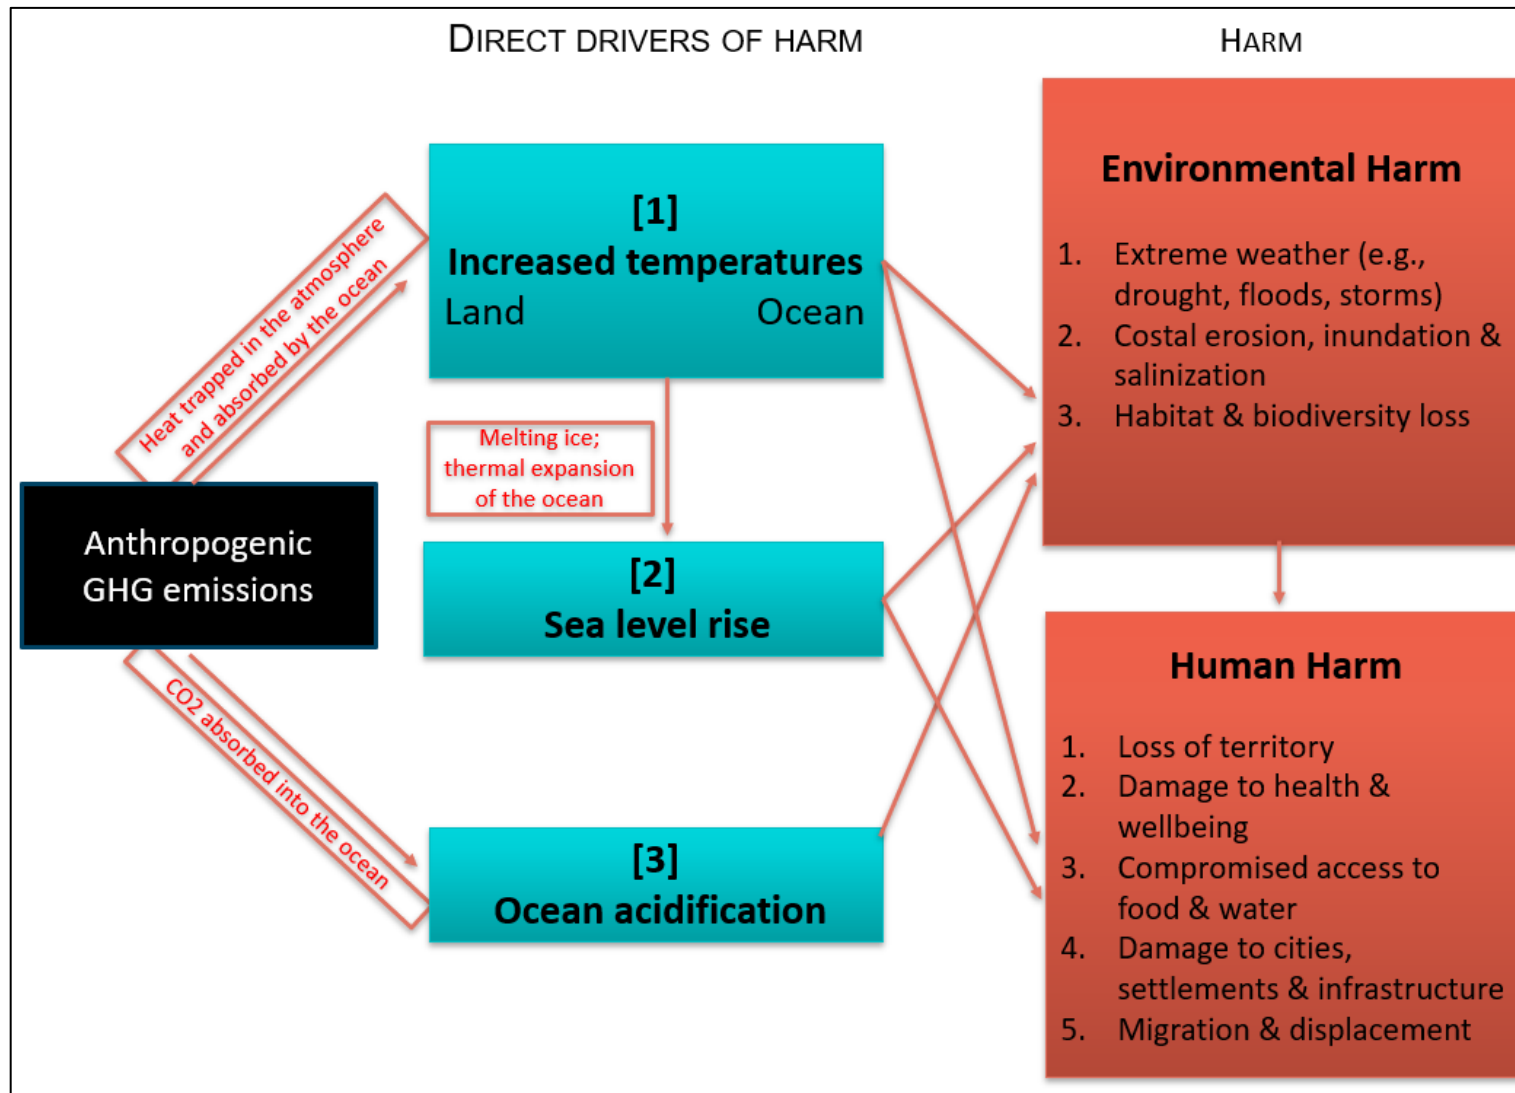 DIRECT DRIVERS OF HARM
HARM
Heat trapped in the atmosphere
and absorbed by the ocean
Anthropogenic
GHG emissions
CO2 absorbed into the ocean
[1]
Increased temperatures
Land Ocean
Melting ice;
thermal expansion
of the ocean
[2]
Sea level rise
[3]
Ocean acidification
Environmental Harm
1. Extreme weather (e.g.,
drought, floods, storms)
2. Costal erosion, inundation &
salinization
3. Habitat & biodiversity loss
Human Harm
1. Loss of territory
2. Damage to health &
wellbeing
3. Compromised access to
food & water
4. Damage to cities,
settlements & infrastructure
5. Migration & displacement